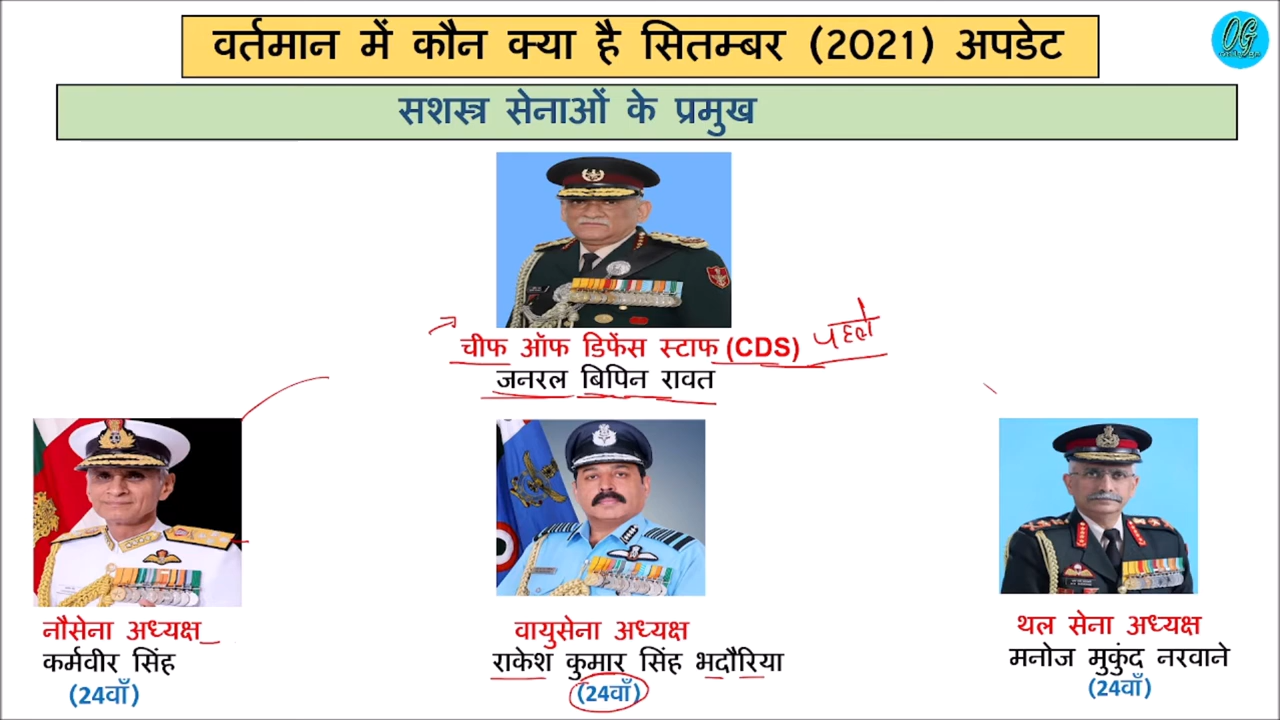 वर्तमान में कौन क्या है सितम्बर (2021) अपडेट
OG
सशस्त्र सेनाओं के प्रमुख
चीफ ऑफ डिफेंस स्टाफ (CDS) पहले
जनरल बिपिन रावत
नौसेना अध्यक्ष
कर्मवीर सिंह
(24वाँ)
वायुसेना अध्यक्ष
राकेश कुमार सिंह भदौरिया
(24वाँ)
थल सेना अध्यक्ष
मनोज मुकुंद नरवाने
(24वाँ)